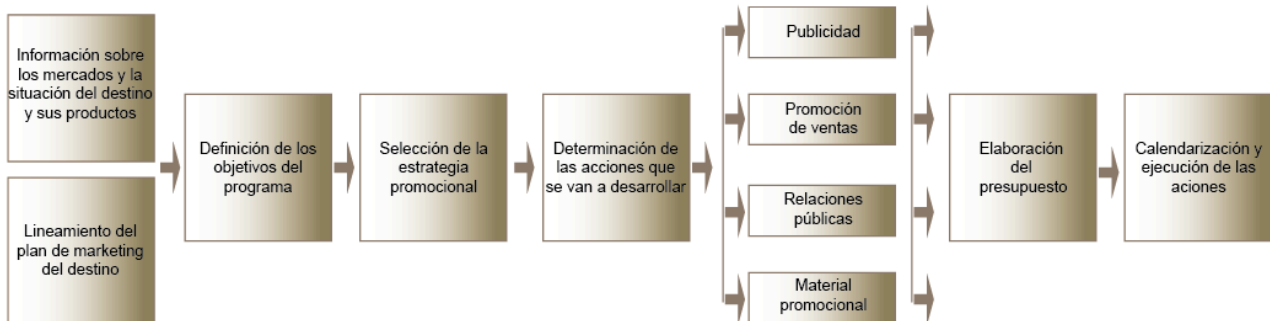 Información sobre
los mercados y la
situación del destino
y sus productos
Lineamiento del
plan de marketing
del destino
Definición de los
objetivos del
programa
Selección de la
estrategia
promocional
Determinación de
las acciones que
se van a desarrollar
Publicidad
Promoción
de ventas
Relaciones
públicas
Material
promocional
Elaboración
del
presupuesto
Calendarización y
ejecución de las
aciones